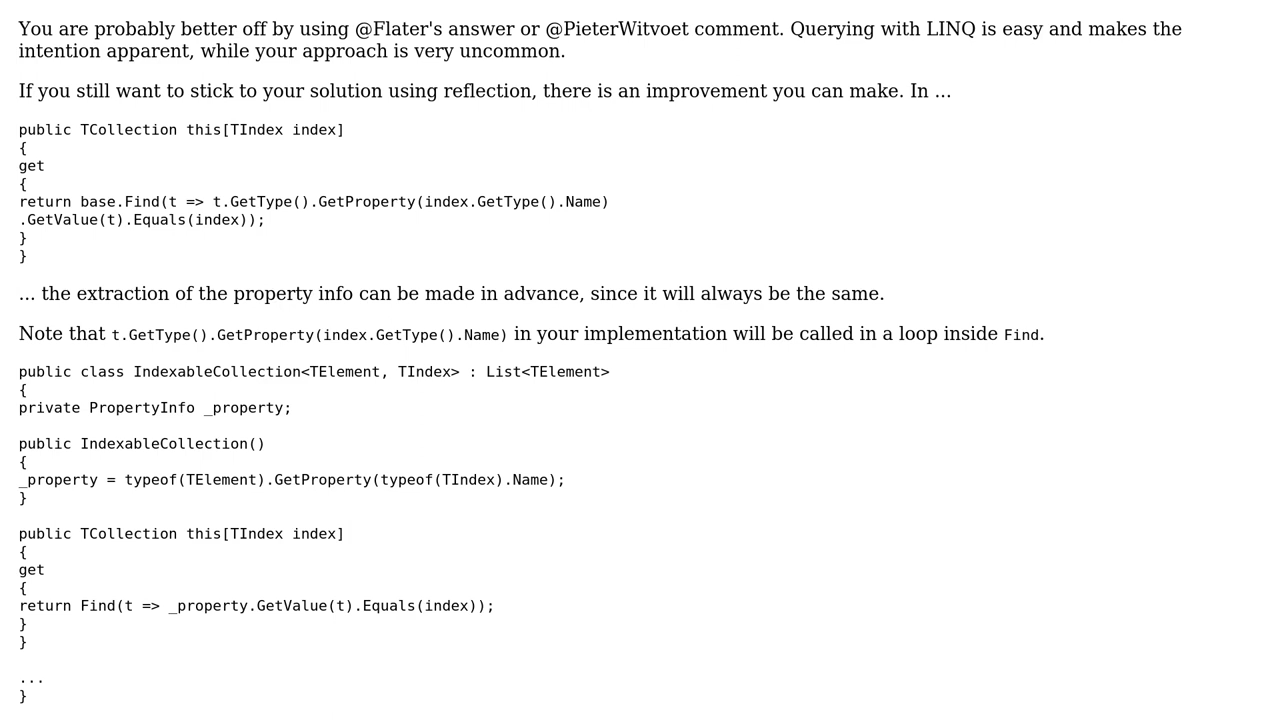 You are probably better off by using @Flater's answer or @PieterWitvoet comment. Querying with LINQ is easy and makes the
intention apparent, while your approach is very uncommon.
If you still want to stick to your solution using reflection, there is an improvement you can make. In ...
public TCollection this[TIndex index]
{
get
{
return base.Find(t => t.GetType().GetProperty(index.GetType().Name)
.GetValue(t).Equals(index));
}
}
... the extraction of the property info can be made in advance, since it will always be the same.
Note that t.GetType().GetProperty(index.GetType().Name) in your implementation will be called in a loop inside Find.
public class IndexableCollection<TElement, TIndex> : List<TElement>
{
private PropertyInfo _property;
public IndexableCollection()
{
_property = typeof(TElement).GetProperty(typeof(TIndex).Name);
}
public TCollection this[TIndex index]
{
get
{
return Find(t => _property.GetValue(t).Equals(index));
}
}
...
}